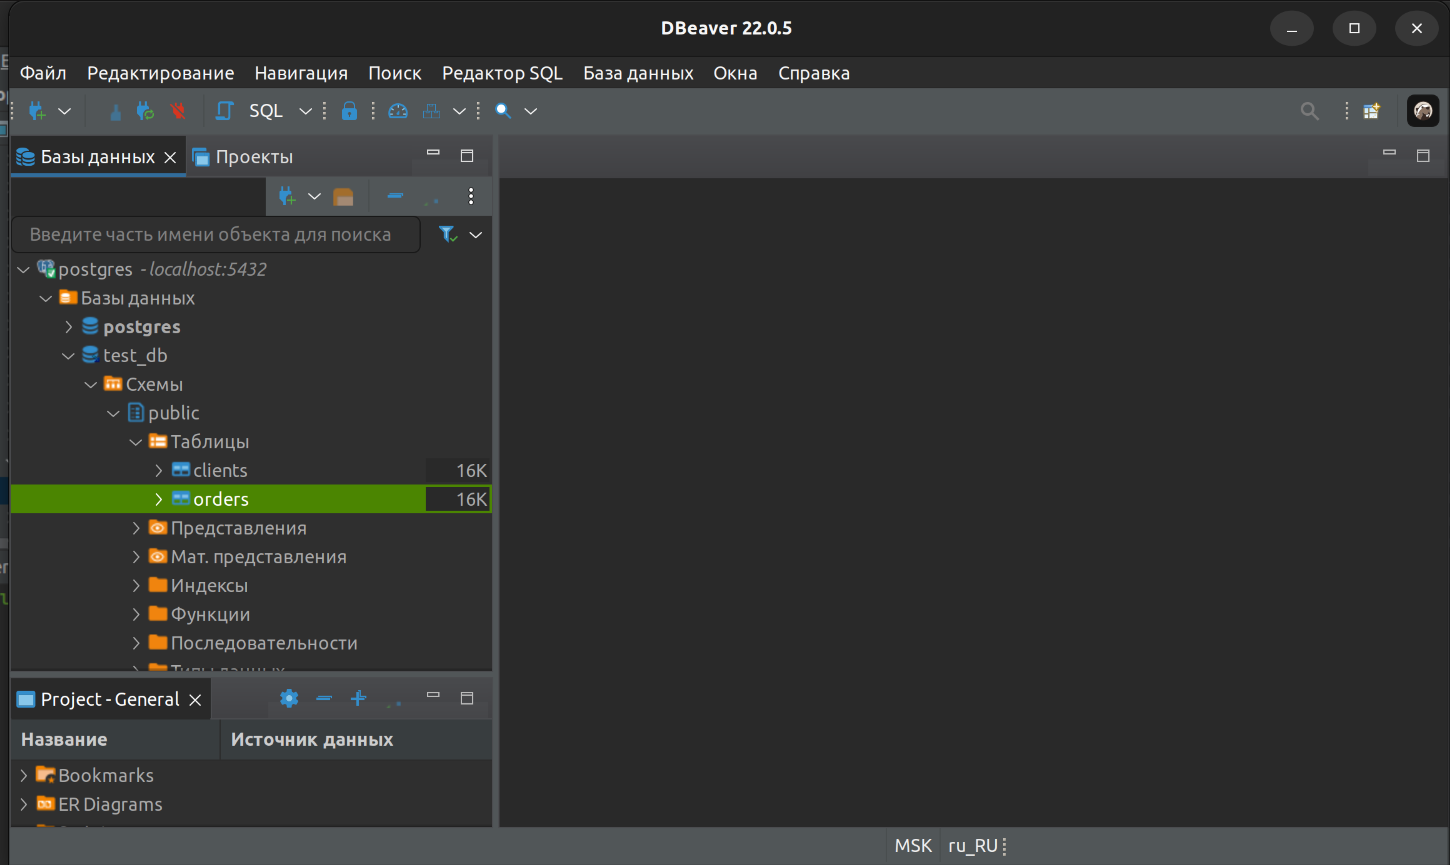 DBeaver 22.0.5
Файл Редактирование Навигация Поиск Редактор SQL База данных Окна Справка
SQL
Базы данных Проекты
Введите часть имени объекта для поиска
postgres - localhost:5432
Базы данных
postgres
test_db
Схемы
public
Таблицы
clients 16K
orders 16K
Представления
Мат. представления
Индексы
Функции
Последовательности
Типы данных
Project - General
Название Источник данных
Bookmarks
ER Diagrams
MSK ru_RU